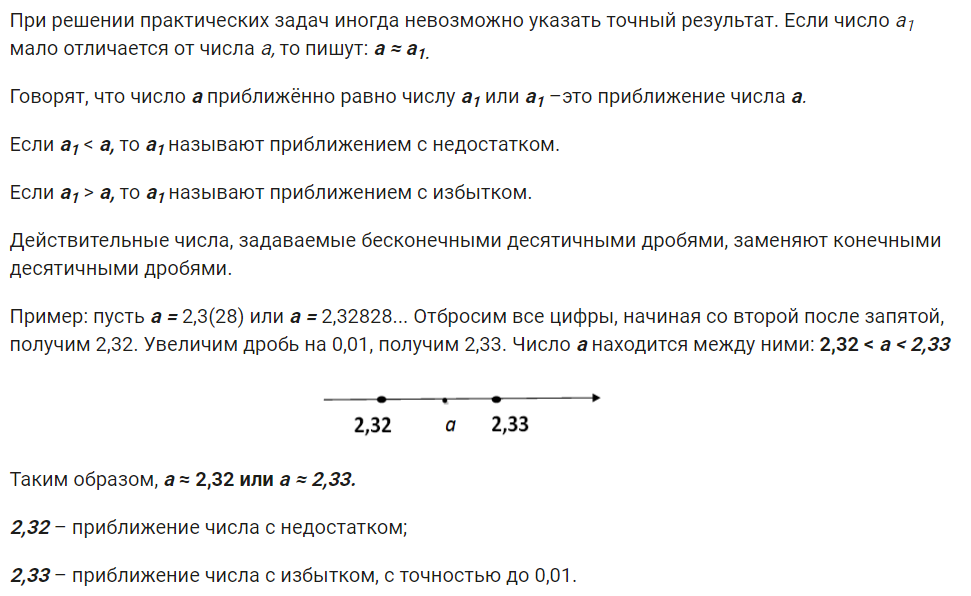 При решении практических задач иногда невозможно указать точный результат. Если число a₁
мало отличается от числа a, то пишут: a ≈ a₁.
Говорят, что число a приближённо равно числу a₁ или a₁ –это приближение числа a.
Если a₁ < a, то a₁ называют приближением с недостатком.
Если a₁ > a, то a₁ называют приближением с избытком.
Действительные числа, задаваемые бесконечными десятичными дробями, заменяют конечными
десятичными дробями.
Пример: пусть a = 2,3(28) или a = 2,32828... Отбросим все цифры, начиная со второй после запятой,
получим 2,32. Увеличим дробь на 0,01, получим 2,33. Число a находится между ними: 2,32 < a < 2,33
2,32 a 2,33
Таким образом, a ≈ 2,32 или a ≈ 2,33.
2,32 – приближение числа с недостатком;
2,33 – приближение числа с избытком, с точностью до 0,01.